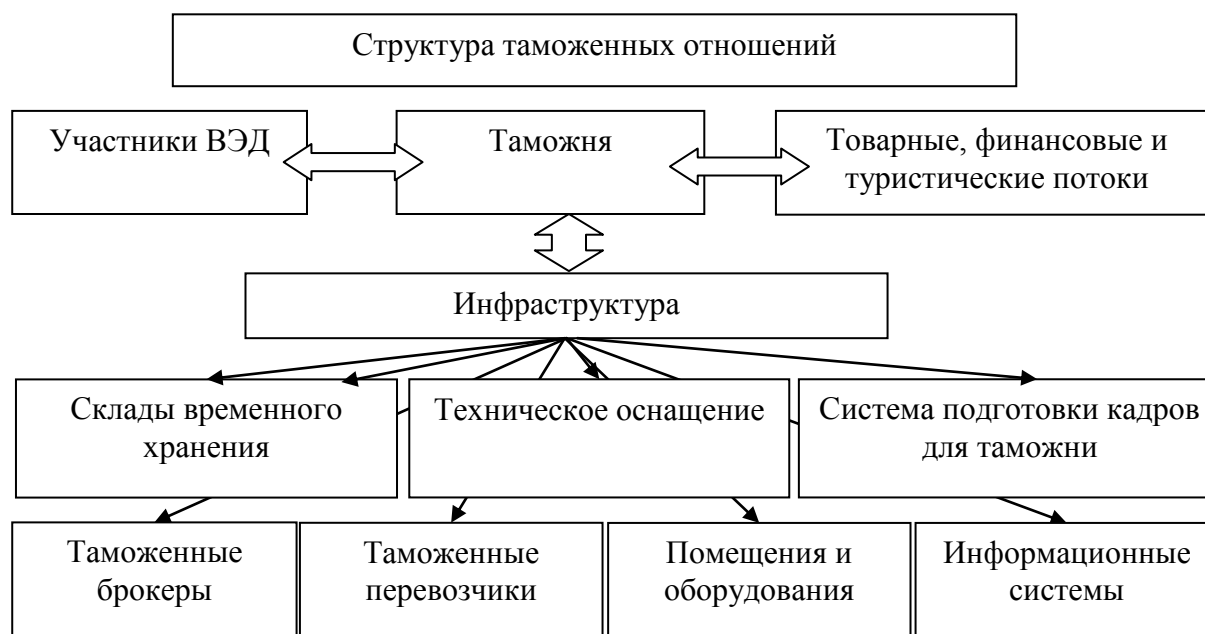 Структура таможенных отношений
Участники ВЭД
Таможня
Товарные, финансовые и
туристические потоки
Инфраструктура
Склады временного
хранения
Техническое оснащение
Система подготовки кадров
для таможни
Таможенные
брокеры
Таможенные
перевозчики
Помещения и
оборудования
Информационные
системы